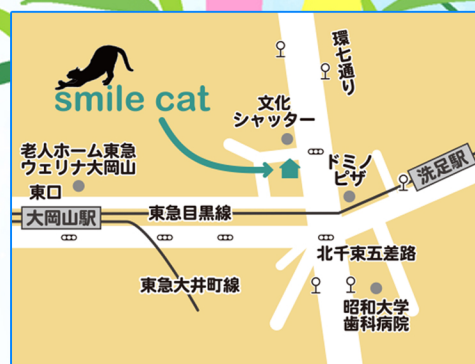 環七通り
smile cat
文化
シャッター
老人ホーム東急
ウェリナ大岡山
東口
大岡山駅
東急目黒線
ドミノ
ピザ
洗足駅
北千束五差路
東急大井町線
昭和大学
歯科病院